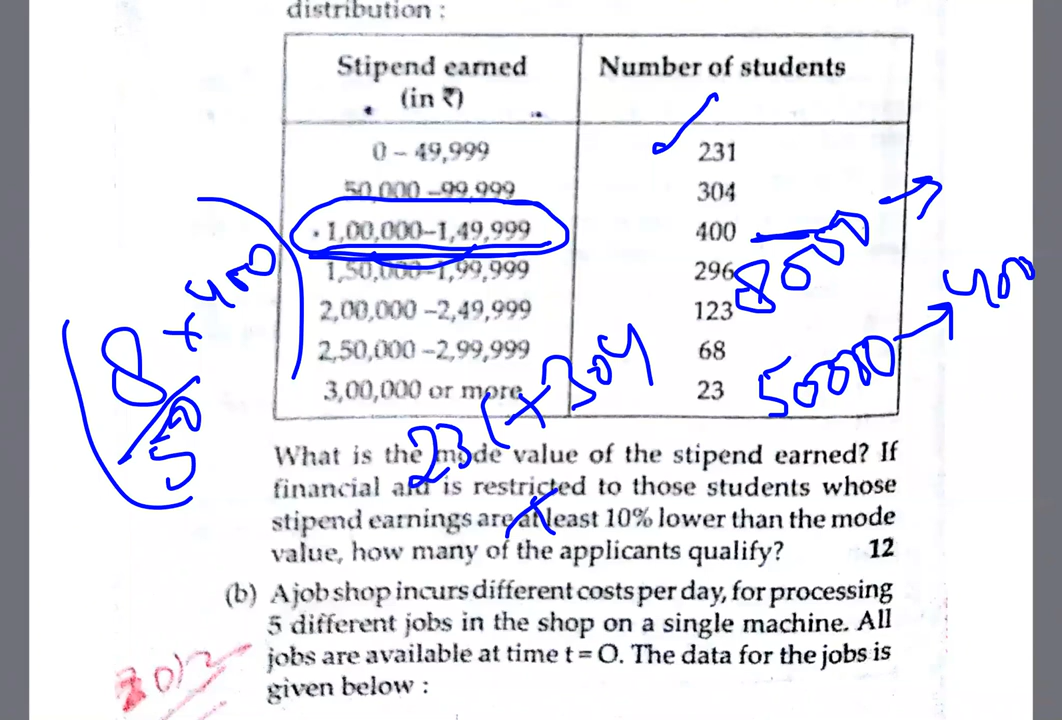 distribution :
Stipend earned Number of students
(in ₹)
0 – 49,999 231
50,000 –99,999 304
1,00,000–1,49,999 400
1,50,000–1,99,999 296
2,00,000 –2,49,999 123
2,50,000 –2,99,999 68
3,00,000 or more 23
8000
50000 → 400
8/50 × 400
231 × 304
What is the mode value of the stipend earned? If
financial aid is restricted to those students whose
stipend earnings are at least 10% lower than the mode
value, how many of the applicants qualify? 12
(b) A job shop incurs different costs per day, for processing
5 different jobs in the shop on a single machine. All
jobs are available at time t = O. The data for the jobs is
given below :